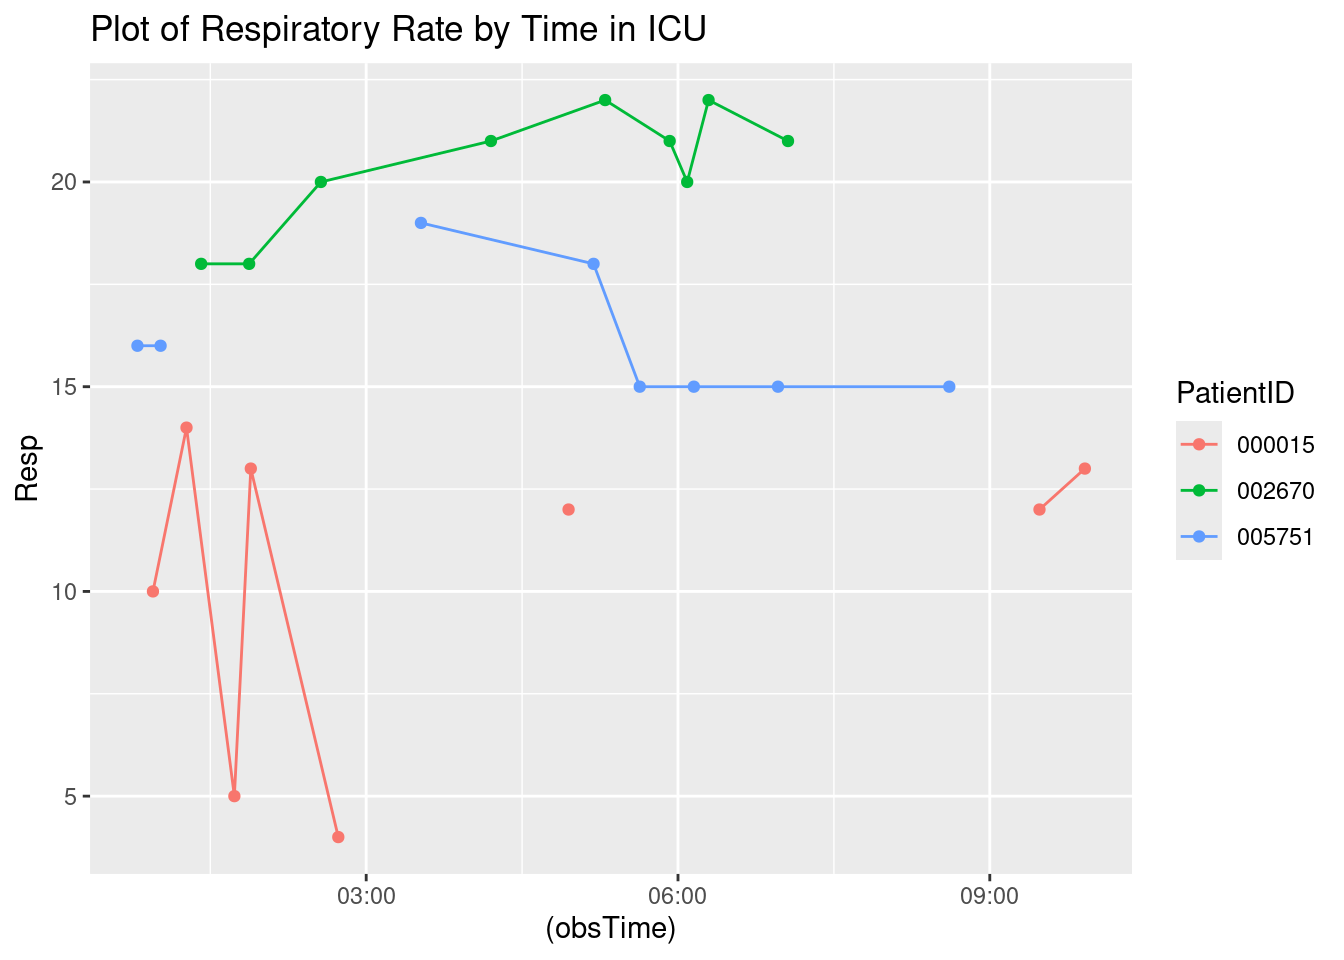 Plot of Respiratory Rate by Time in ICU
20
15
10
5
Resp
03:00 06:00 09:00
(obsTime)
PatientID
000015
002670
005751